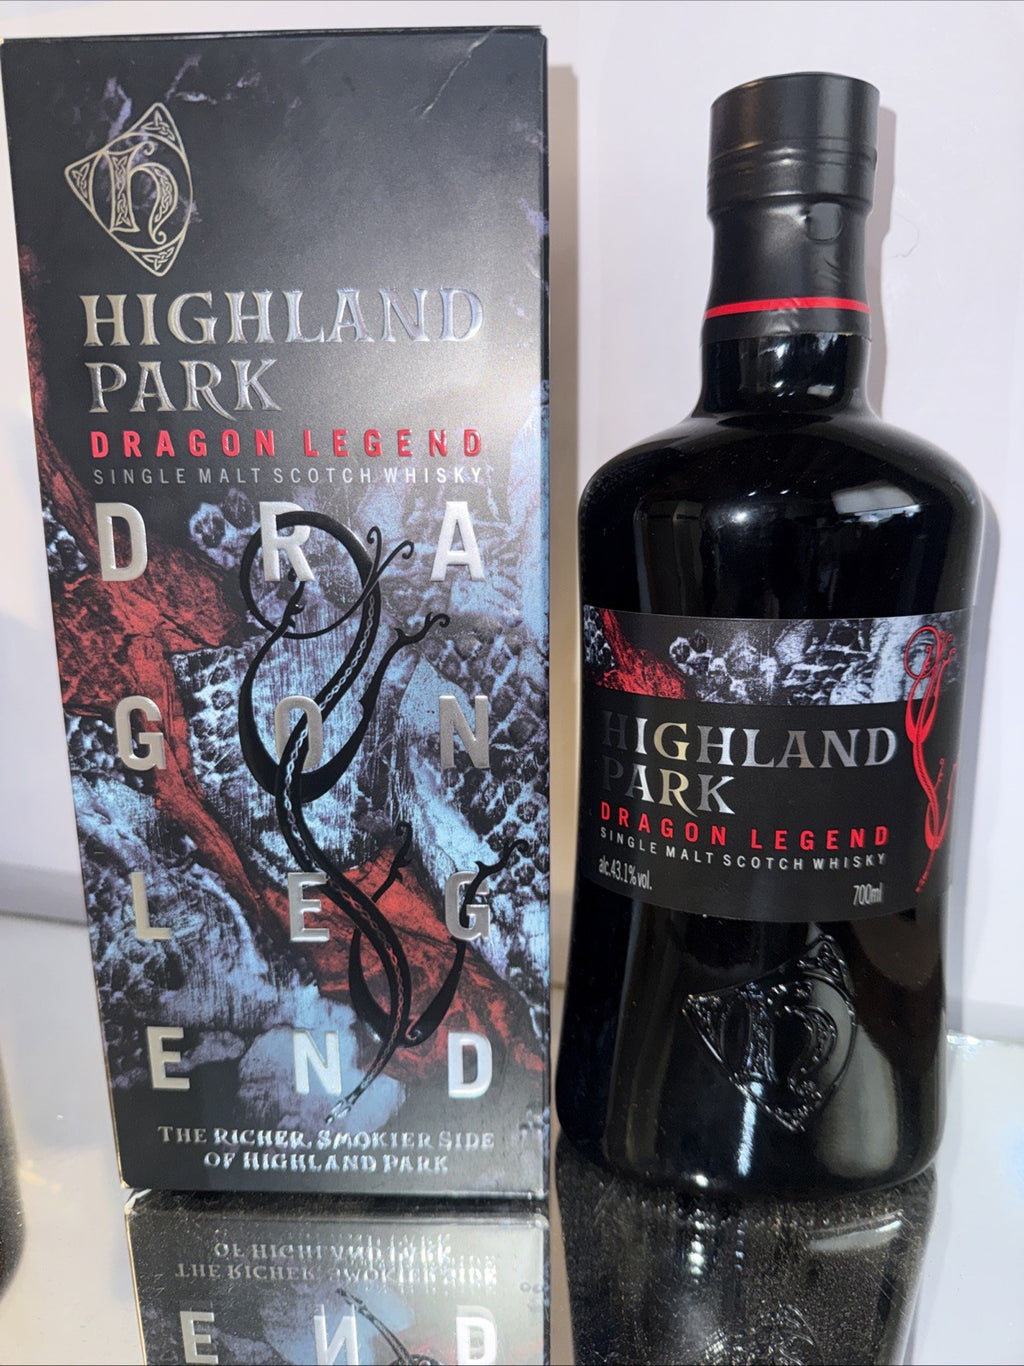 h
HIGHLAND
PARK
DRAGON LEGEND
SINGLE MALT SCOTCH WHISKY
D R A
G O N
L E G
E N D
THE RICHER, SMOKIER SIDE
OF HIGHLAND PARK
HIGHLAND
PARK
DRAGON LEGEND
SINGLE MALT SCOTCH WHISKY
alc.43.1%vol.
700ml
h